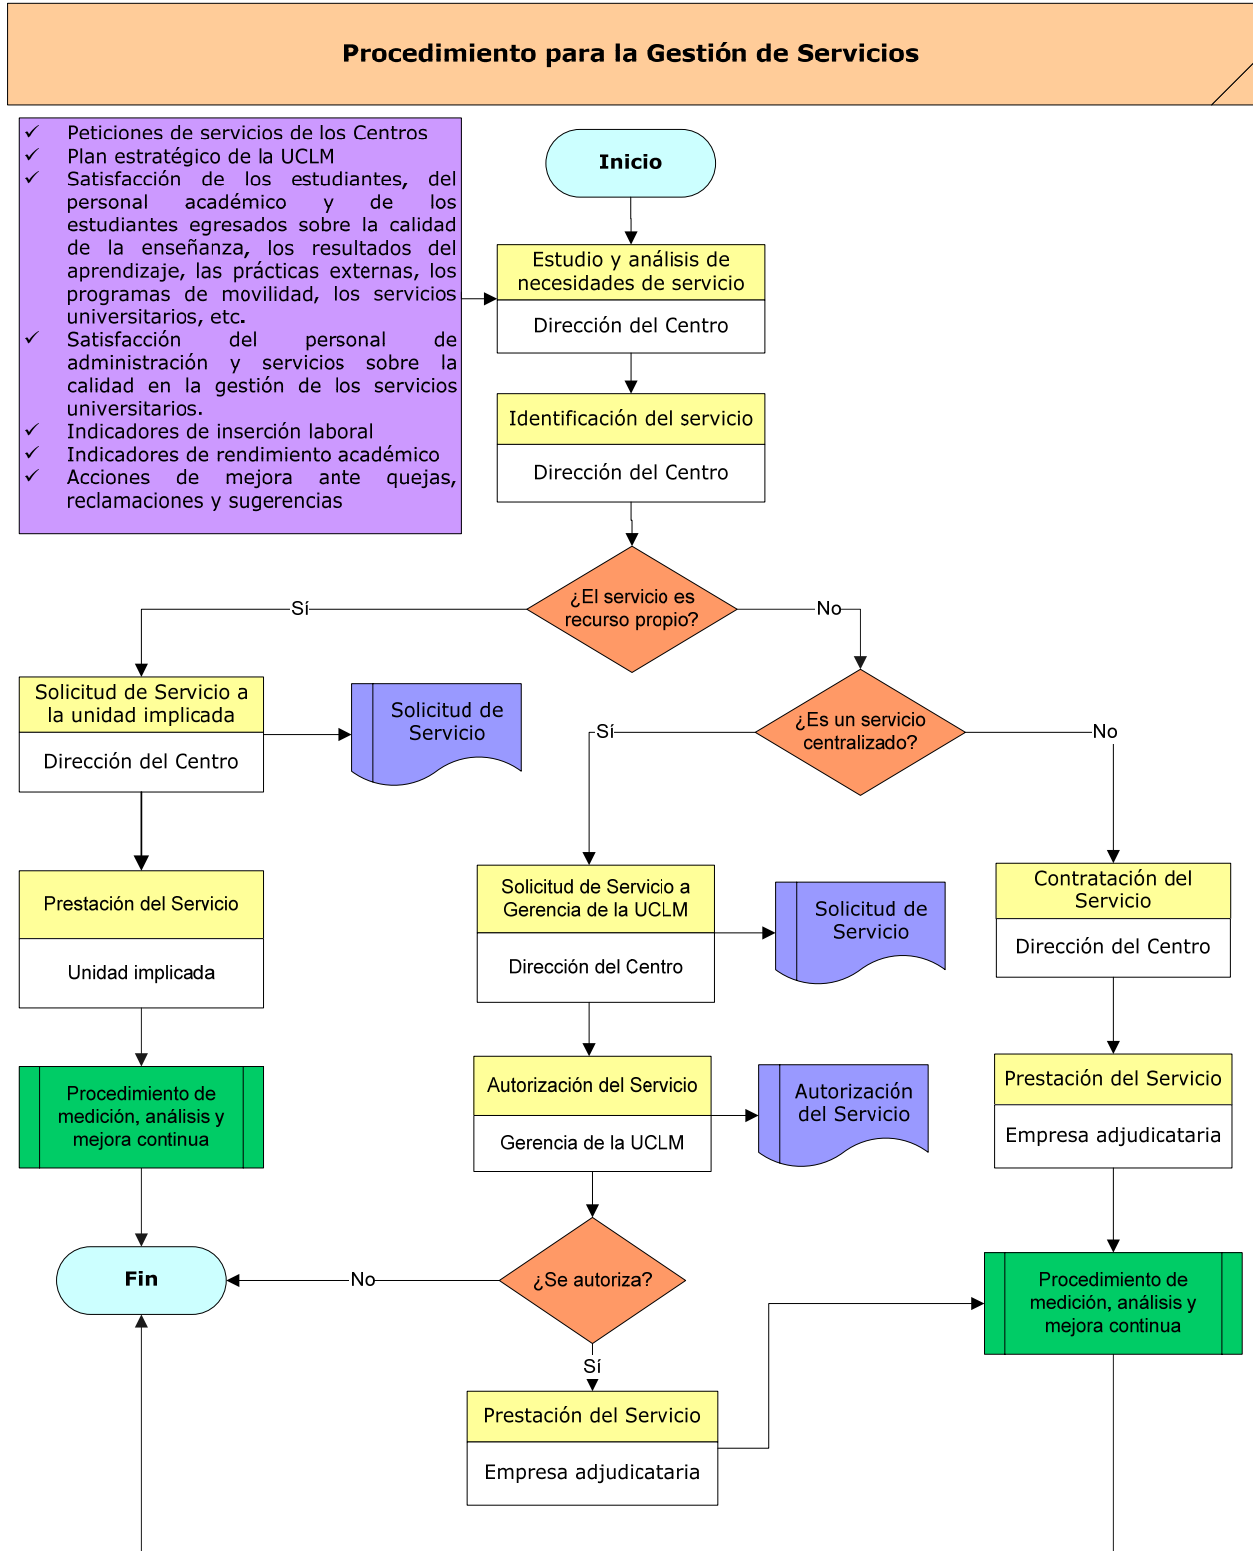 Procedimiento para la Gestión de Servicios
✓ Peticiones de servicios de los Centros
✓ Plan estratégico de la UCLM
✓ Satisfacción de los estudiantes, del
personal académico y de los
estudiantes egresados sobre la calidad
de la enseñanza, los resultados del
aprendizaje, las prácticas externas, los
programas de movilidad, los servicios
universitarios, etc.
✓ Satisfacción del personal de
administración y servicios sobre la
calidad en la gestión de los servicios
universitarios.
✓ Indicadores de inserción laboral
✓ Indicadores de rendimiento académico
✓ Acciones de mejora ante quejas,
reclamaciones y sugerencias
Inicio
Estudio y análisis de
necesidades de servicio
Dirección del Centro
Identificación del servicio
Dirección del Centro
¿El servicio es
recurso propio?
Sí
No
Solicitud de Servicio a
la unidad implicada
Dirección del Centro
Solicitud de
Servicio
¿Es un servicio
centralizado?
Sí
No
Prestación del Servicio
Unidad implicada
Solicitud de Servicio a
Gerencia de la UCLM
Dirección del Centro
Solicitud de
Servicio
Contratación del
Servicio
Dirección del Centro
Procedimiento de
medición, análisis y
mejora continua
Autorización del Servicio
Gerencia de la UCLM
Autorización
del Servicio
Prestación del Servicio
Empresa adjudicataria
Fin
No
¿Se autoriza?
Sí
Procedimiento de
medición, análisis y
mejora continua
Prestación del Servicio
Empresa adjudicataria